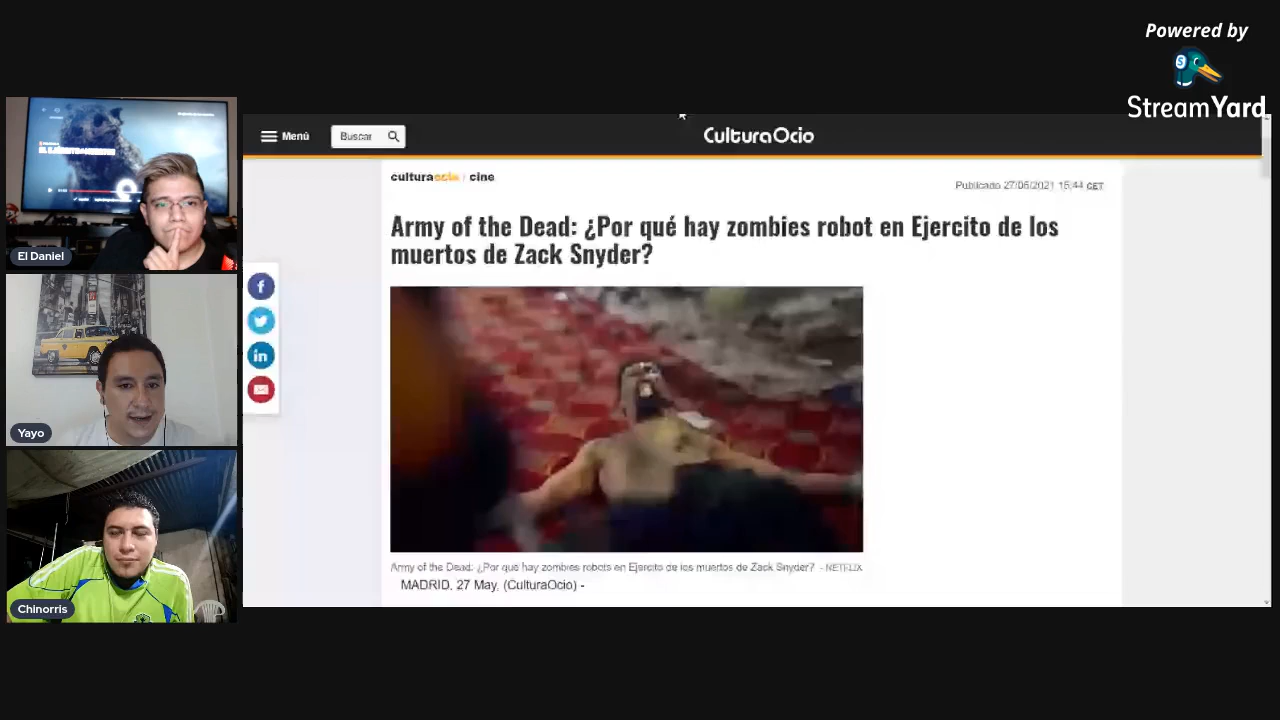 Powered by
StreamYard
El Daniel
Yayo
Chinorris
Menú
Buscar
CulturaOcio
culturaocio / cine
Publicado 27/05/2021 15:44 CET
Army of the Dead: ¿Por qué hay zombies robot en Ejercito de los
muertos de Zack Snyder?
Army of the Dead: ¿Por qué hay zombies robots en Ejercito de los muertos de Zack Snyder? - NETFLIX
MADRID, 27 May, (CulturaOcio) -